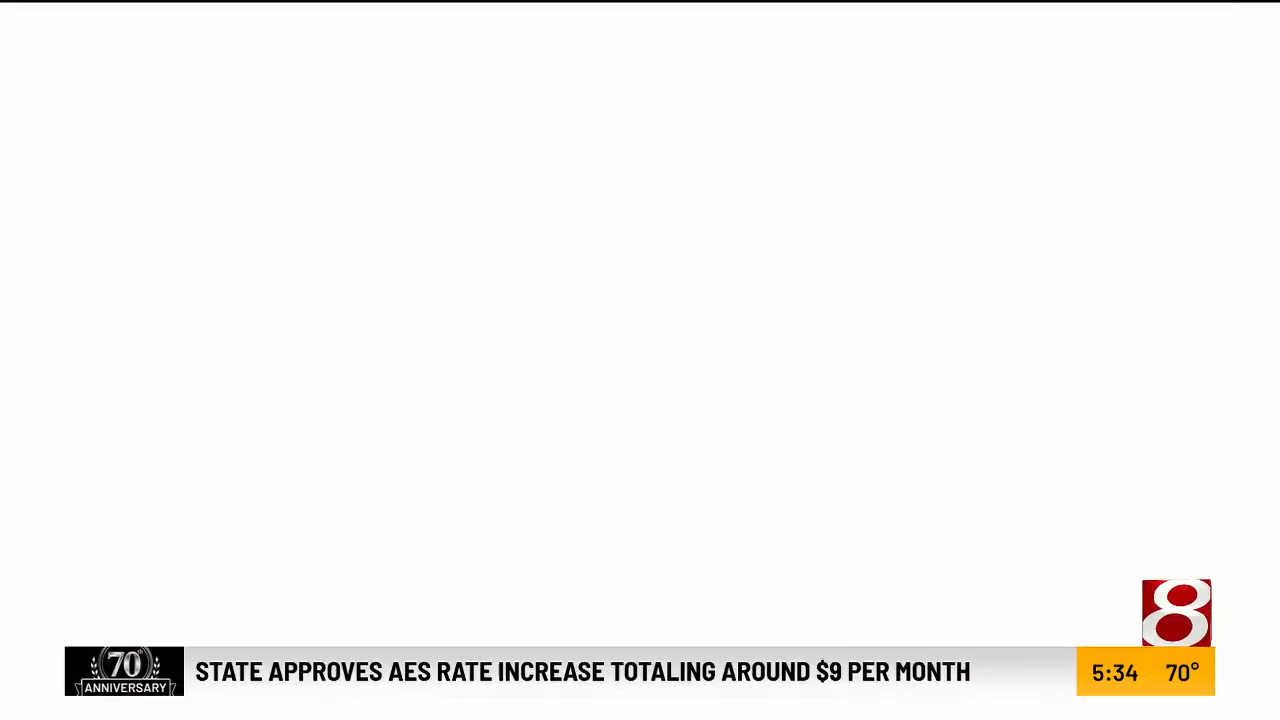 8
70th
ANNIVERSARY
STATE APPROVES AES RATE INCREASE TOTALING AROUND $9 PER MONTH
5:34 70°